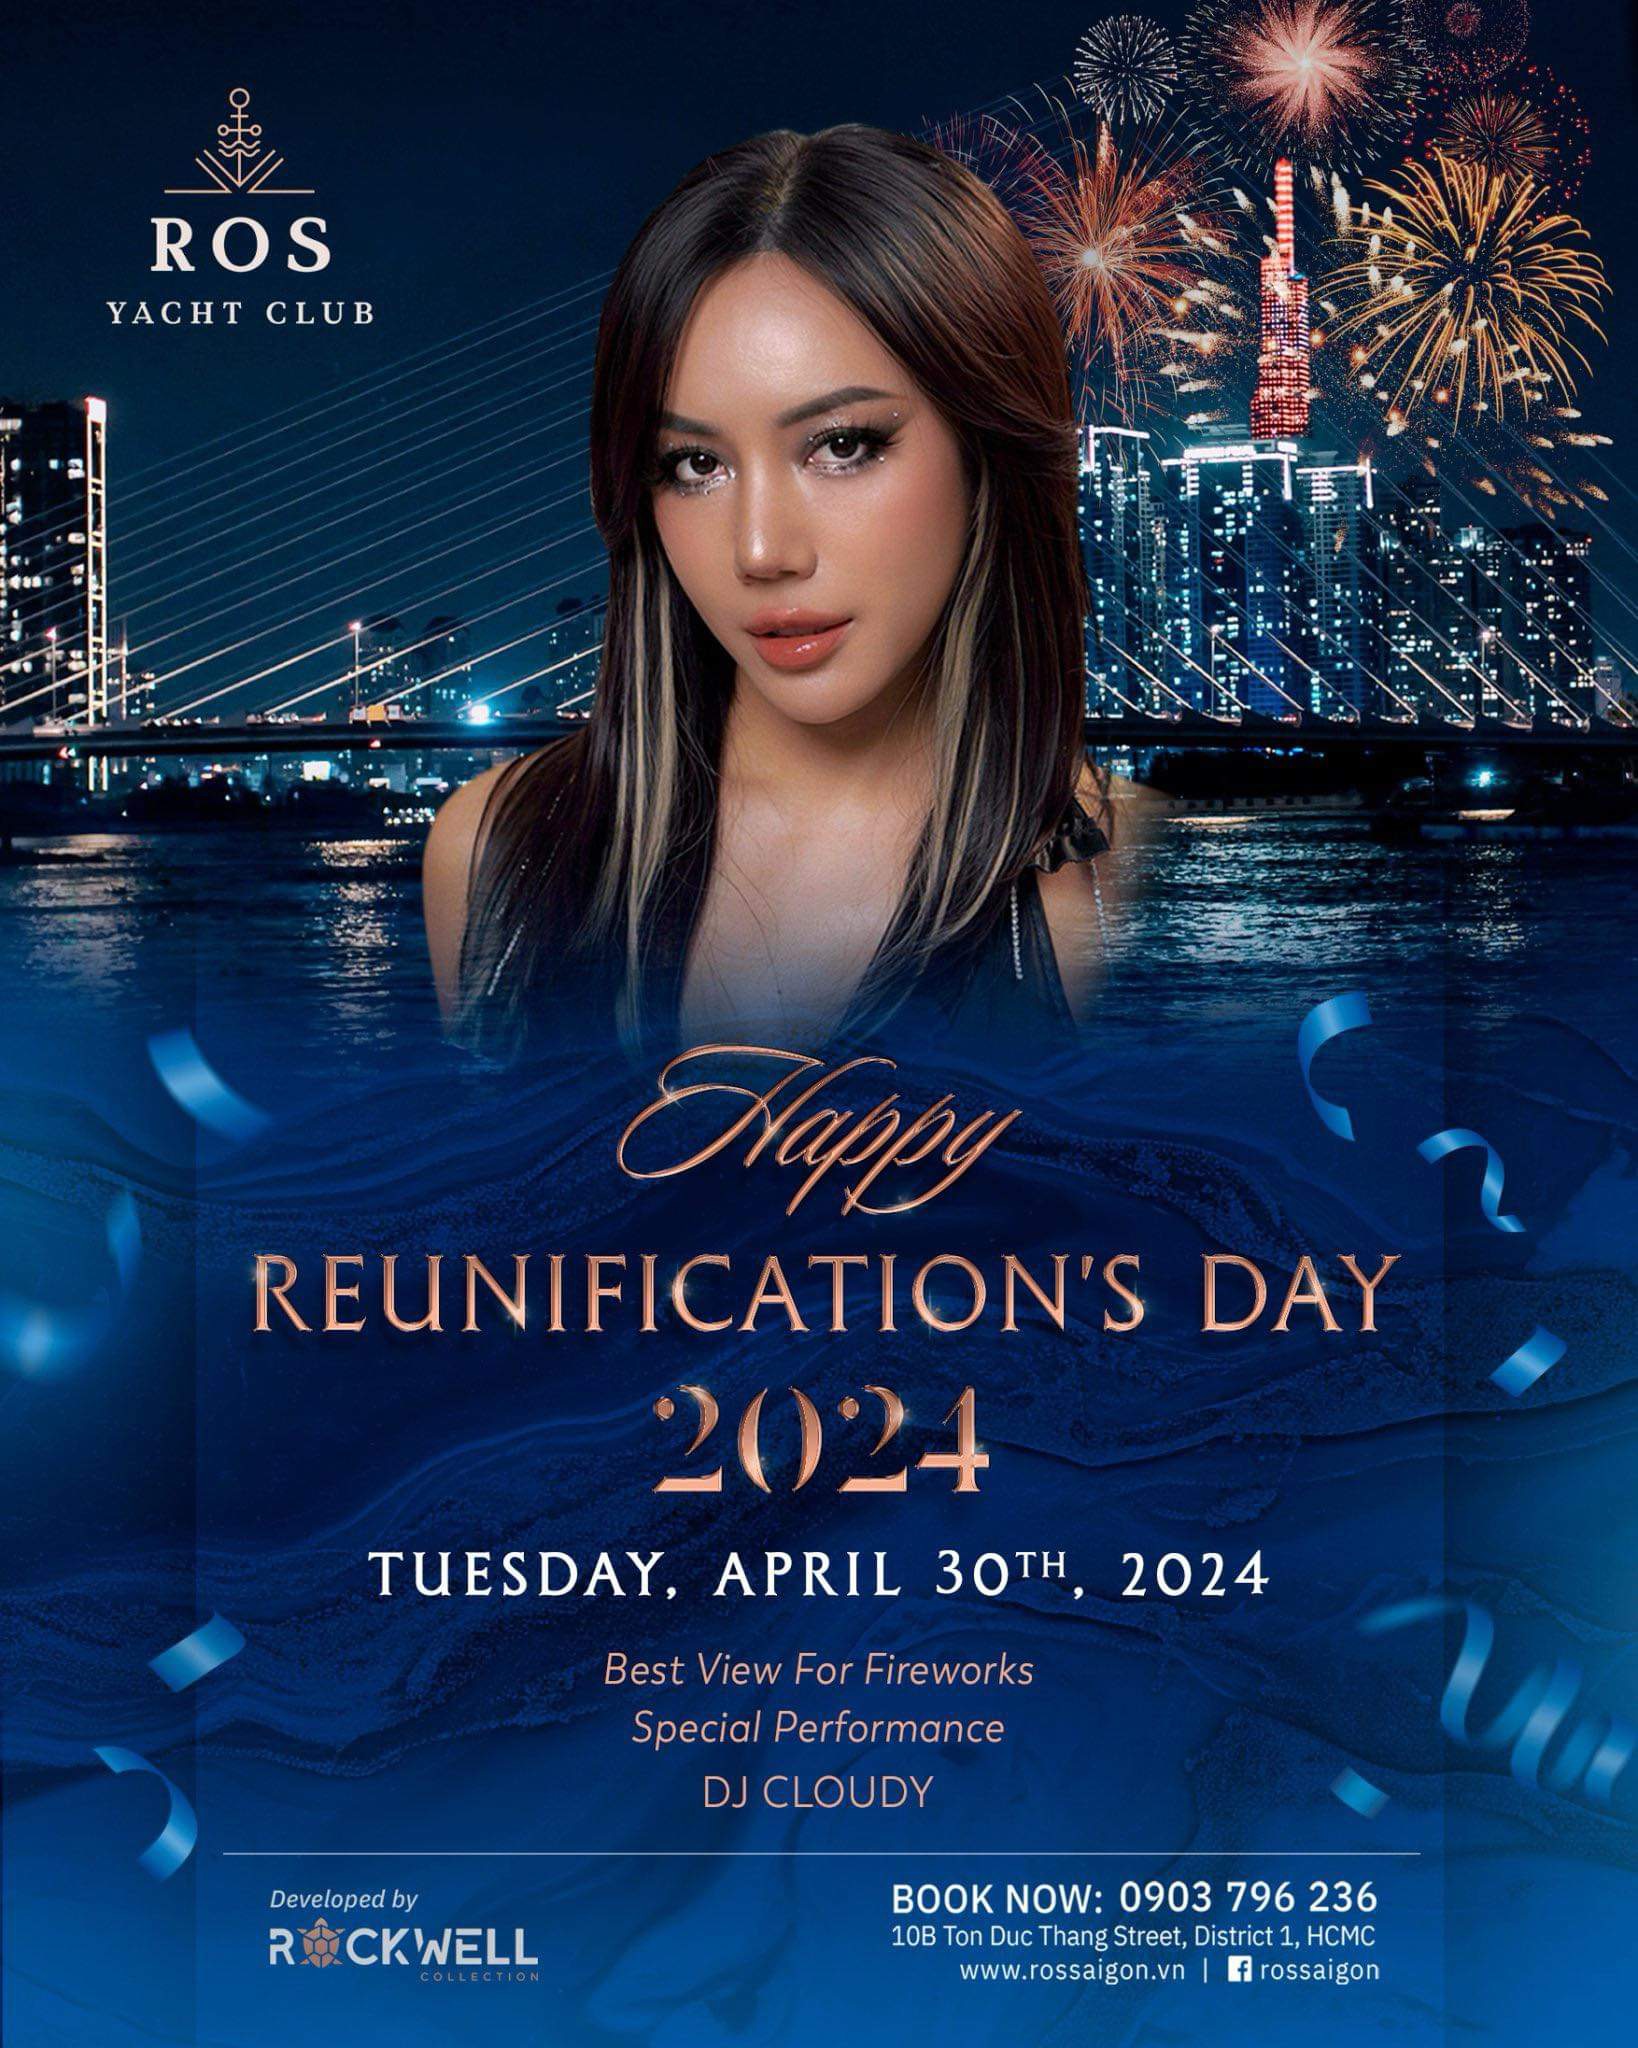 ROS
YACHT CLUB
Happy
REUNIFICATION'S DAY
2024
TUESDAY, APRIL 30TH, 2024
Best View For Fireworks
Special Performance
DJ CLOUDY
Developed by
ROCKWELL
COLLECTION
BOOK NOW: 0903 796 236
10B Ton Duc Thang Street, District 1, HCMC
www.rossaigon.vn | f rossaigon